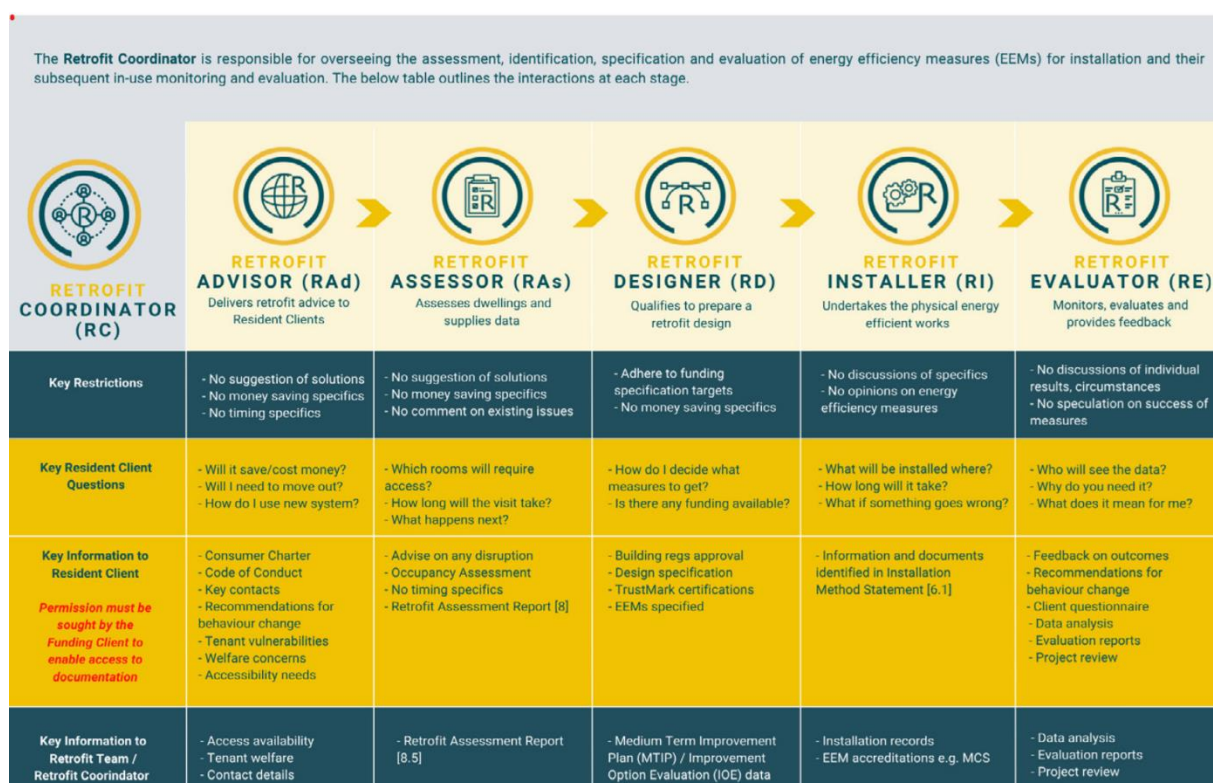 The Retrofit Coordinator is responsible for overseeing the assessment, identification, specification and evaluation of energy efficiency measures (EEMs) for installation and their
subsequent in-use monitoring and evaluation. The below table outlines the interactions at each stage.
R
RETROFIT
COORDINATOR
(RC)
R
RETROFIT
ADVISOR (RAd)
Delivers retrofit advice to
Resident Clients
R
RETROFIT
ASSESSOR (RAs)
Assesses dwellings and
supplies data
R
RETROFIT
DESIGNER (RD)
Qualifies to prepare a
retrofit design
R
RETROFIT
INSTALLER (RI)
Undertakes the physical energy
efficient works
R
RETROFIT
EVALUATOR (RE)
Monitors, evaluates and
provides feedback
Key Restrictions
- No suggestion of solutions
- No money saving specifics
- No timing specifics
- No suggestion of solutions
- No money saving specifics
- No comment on existing issues
- Adhere to funding
specification targets
- No money saving specifics
- No discussions of specifics
- No opinions on energy
efficiency measures
- No discussions of individual
results, circumstances
- No speculation on success of
measures
Key Resident Client
Questions
- Will it save/cost money?
- Will I need to move out?
- How do I use new system?
- Which rooms will require
access?
- How long will the visit take?
- What happens next?
- How do I decide what
measures to get?
- Is there any funding available?
- What will be installed where?
- How long will it take?
- What if something goes wrong?
- Who will see the data?
- Why do you need it?
- What does it mean for me?
Key Information to
Resident Client
Permission must be
sought by the
Funding Client to
enable access to
documentation
- Consumer Charter
- Code of Conduct
- Key contacts
- Recommendations for
behaviour change
- Tenant vulnerabilities
- Welfare concerns
- Accessibility needs
- Advise on any disruption
- Occupancy Assessment
- No timing specifics
- Retrofit Assessment Report [8]
- Building regs approval
- Design specification
- TrustMark certifications
- EEMs specified
- Information and documents
identified in Installation
Method Statement [6.1]
- Feedback on outcomes
- Recommendations for
behaviour change
- Client questionnaire
- Data analysis
- Evaluation reports
- Project review
Key Information to
Retrofit Team /
Retrofit Coorindator
- Access availability
- Tenant welfare
- Contact details
- Retrofit Assessment Report
[8.5]
- Medium Term Improvement
Plan (MTIP) / Improvement
Option Evaluation (IOE) data
- Installation records
- EEM accreditations e.g. MCS
- Data analysis
- Evaluation reports
- Project review